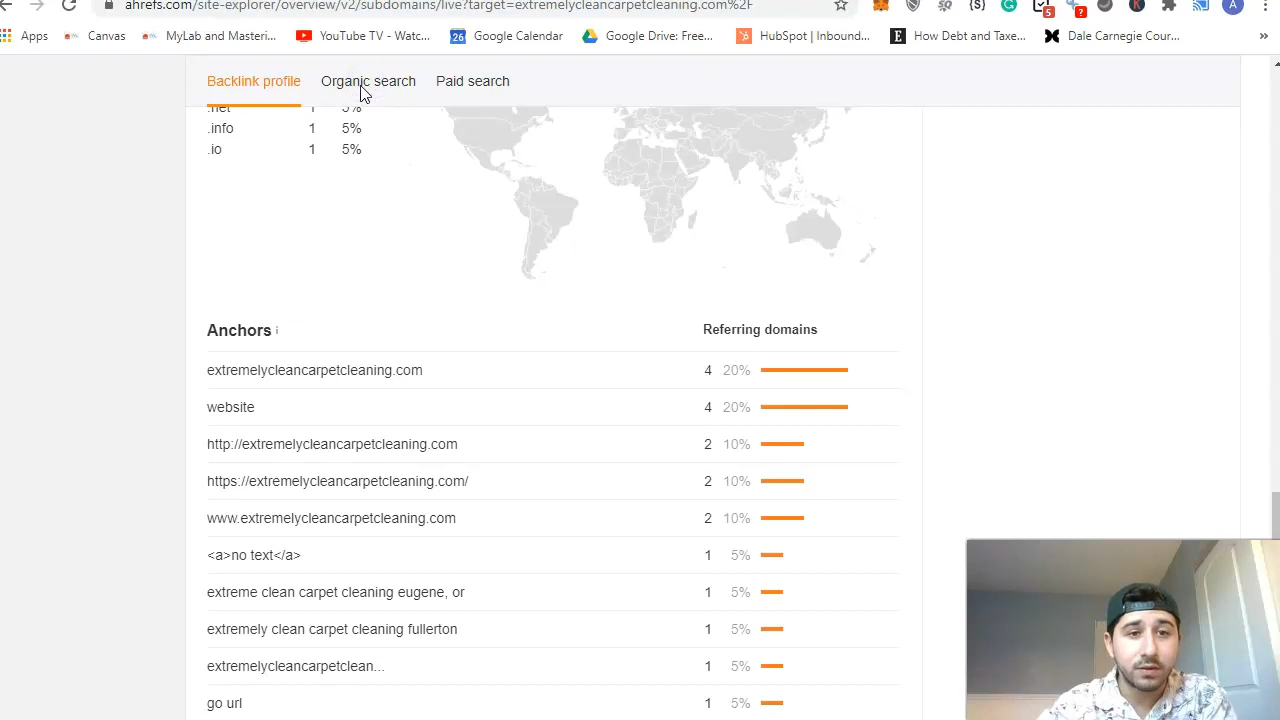 ahrefs.com/site-explorer/overview/v2/subdomains/live?target=extremelycleancarpetcleaning.com%2F
Apps Canvas MyLab and Masteri... YouTube TV - Watc... 26 Google Calendar Google Drive: Free... HubSpot | Inbound... How Debt and Taxe... Dale Carnegie Cour... »
Backlink profile Organic search Paid search
.net 1 5%
.info 1 5%
.io 1 5%
Anchors i Referring domains
extremelycleancarpetcleaning.com 4 20%
website 4 20%
http://extremelycleancarpetcleaning.com 2 10%
https://extremelycleancarpetcleaning.com/ 2 10%
www.extremelycleancarpetcleaning.com 2 10%
<a>no text</a> 1 5%
extreme clean carpet cleaning eugene, or 1 5%
extremely clean carpet cleaning fullerton 1 5%
extremelycleancarpetclean... 1 5%
go url 1 5%